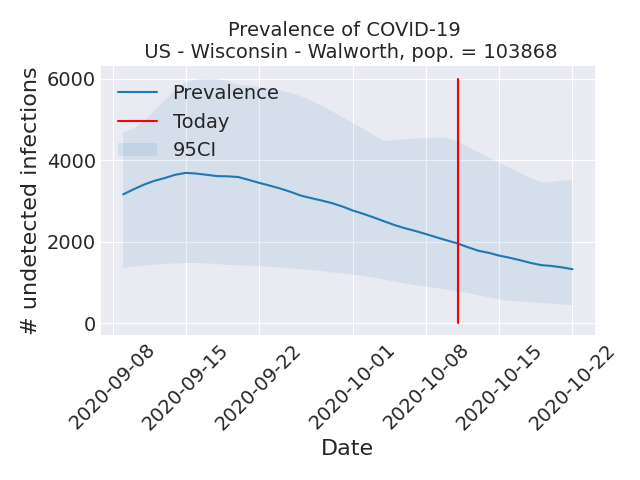 Prevalence of COVID-19
US - Wisconsin - Walworth, pop. = 103868
# undetected infections
6000
4000
2000
0
Prevalence
Today
95CI
2020-09-08
2020-09-15
2020-09-22
2020-10-01
2020-10-08
2020-10-15
2020-10-22
Date